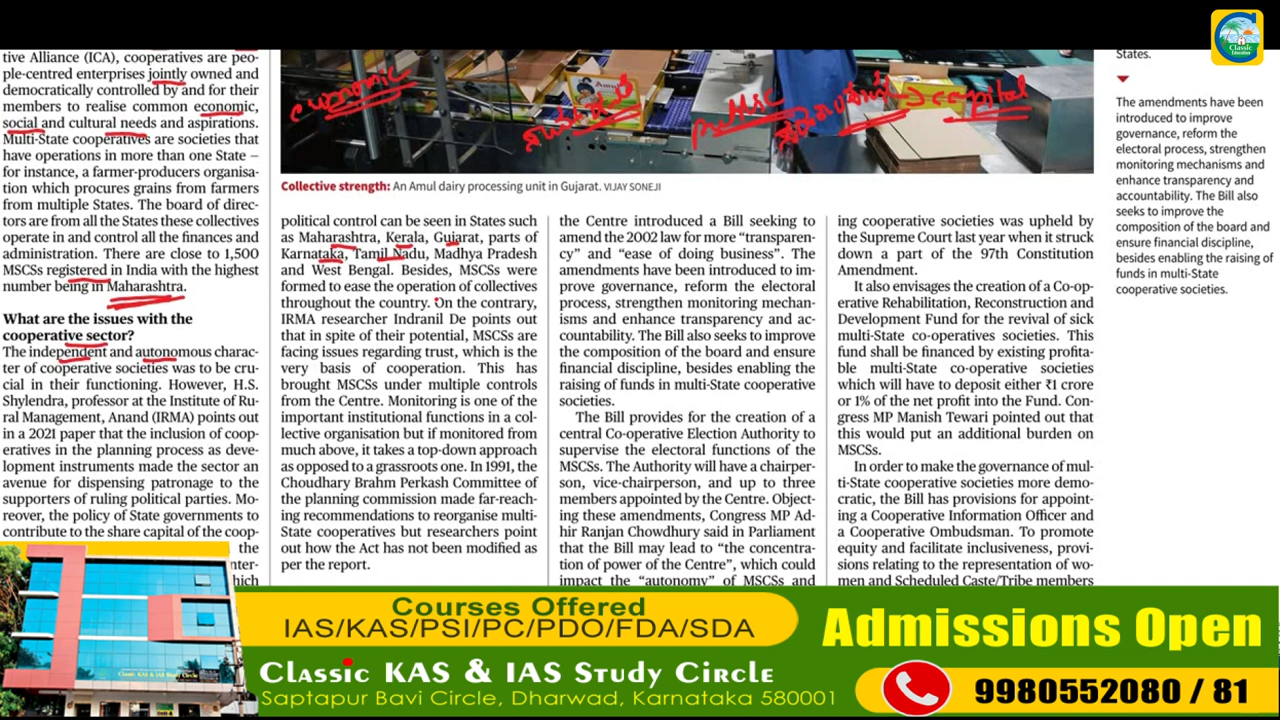 Classic
Education
tive Alliance (ICA), cooperatives are peo-
ple-centred enterprises jointly owned and
democratically controlled by and for their
members to realise common economic,
social and cultural needs and aspirations.
Multi-State cooperatives are societies that
have operations in more than one State —
for instance, a farmer-producers organisa-
tion which procures grains from farmers
from multiple States. The board of direc-
tors are from all the States these collectives
operate in and control all the finances and
administration. There are close to 1,500
MSCSs registered in India with the highest
number being in Maharashtra.
What are the issues with the
cooperative sector?
The independent and autonomous charac-
ter of cooperative societies was to be cru-
cial in their functioning. However, H.S.
Shylendra, professor at the Institute of Ru-
ral Management, Anand (IRMA) points out
in a 2021 paper that the inclusion of coop-
eratives in the planning process as deve-
lopment instruments made the sector an
avenue for dispensing patronage to the
supporters of ruling political parties. Mo-
reover, the policy of State governments to
contribute to the share capital of the coop-
the
nter-
hich
economic
capital
Amul
Collective strength: An Amul dairy processing unit in Gujarat. VIJAY SONEJI
political control can be seen in States such
as Maharashtra, Kerala, Gujarat, parts of
Karnataka, Tamil Nadu, Madhya Pradesh
and West Bengal. Besides, MSCSs were
formed to ease the operation of collectives
throughout the country. On the contrary,
IRMA researcher Indranil De points out
that in spite of their potential, MSCSs are
facing issues regarding trust, which is the
very basis of cooperation. This has
brought MSCSs under multiple controls
from the Centre. Monitoring is one of the
important institutional functions in a col-
lective organisation but if monitored from
much above, it takes a top-down approach
as opposed to a grassroots one. In 1991, the
Choudhary Brahm Perkash Committee of
the planning commission made far-reach-
ing recommendations to reorganise multi-
State cooperatives but researchers point
out how the Act has not been modified as
per the report.
the Centre introduced a Bill seeking to
amend the 2002 law for more “transparen-
cy” and “ease of doing business”. The
amendments have been introduced to im-
prove governance, reform the electoral
process, strengthen monitoring mechan-
isms and enhance transparency and ac-
countability. The Bill also seeks to improve
the composition of the board and ensure
financial discipline, besides enabling the
raising of funds in multi-State cooperative
societies.
The Bill provides for the creation of a
central Co-operative Election Authority to
supervise the electoral functions of the
MSCSs. The Authority will have a chairper-
son, vice-chairperson, and up to three
members appointed by the Centre. Object-
ing these amendments, Congress MP Ad-
hir Ranjan Chowdhury said in Parliament
that the Bill may lead to “the concentra-
tion of power of the Centre”, which could
impact the “autonomy” of MSCSs and
ing cooperative societies was upheld by
the Supreme Court last year when it struck
down a part of the 97th Constitution
Amendment.
It also envisages the creation of a Co-op-
erative Rehabilitation, Reconstruction and
Development Fund for the revival of sick
multi-State co-operatives societies. This
fund shall be financed by existing profita-
ble multi-State co-operative societies
which will have to deposit either ₹1 crore
or 1% of the net profit into the Fund. Con-
gress MP Manish Tewari pointed out that
this would put an additional burden on
MSCSs.
In order to make the governance of mul-
ti-State cooperative societies more demo-
cratic, the Bill has provisions for appoint-
ing a Cooperative Information Officer and
a Cooperative Ombudsman. To promote
equity and facilitate inclusiveness, provi-
sions relating to the representation of wo-
men and Scheduled Caste/Tribe members
States.
The amendments have been
introduced to improve
governance, reform the
electoral process, strengthen
monitoring mechanisms and
enhance transparency and
accountability. The Bill also
seeks to improve the
composition of the board and
ensure financial discipline,
besides enabling the raising of
funds in multi-State
cooperative societies.
Courses Offered
IAS/KAS/PSI/PC/PDO/FDA/SDA
Classic KAS & IAS Study Circle
Saptapur Bavi Circle, Dharwad, Karnataka 580001
Admissions Open
9980552080 / 81
Classic KAS & IAS Study Circle